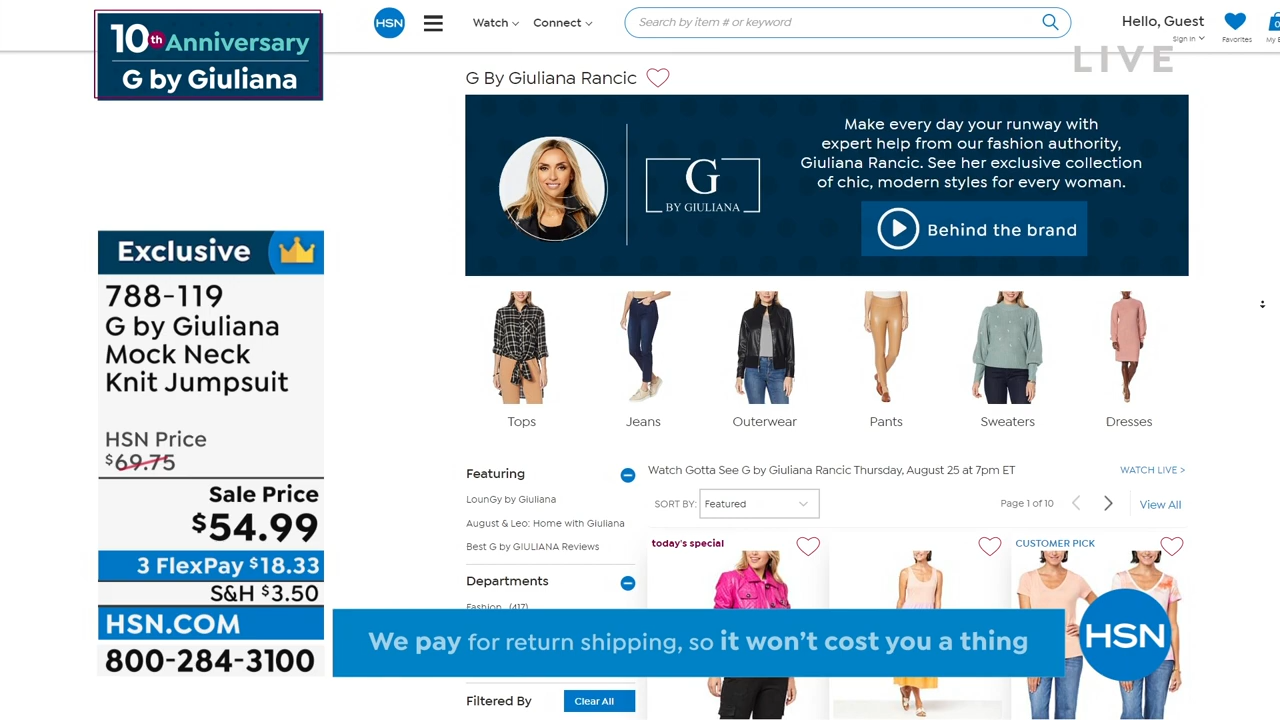 10th Anniversary
G by Giuliana
HSN
Watch
Connect
Search by item # or keyword
Hello, Guest
Sign In
Favorites
LIVE
G By Giuliana Rancic
G
BY GIULIANA
Make every day your runway with
expert help from our fashion authority,
Giuliana Rancic. See her exclusive collection
of chic, modern styles for every woman.
Behind the brand
Exclusive
788-119
G by Giuliana
Mock Neck
Knit Jumpsuit
HSN Price
$69.75
Sale Price
$54.99
3 FlexPay $18.33
S&H $3.50
HSN.COM
800-284-3100
Tops
Jeans
Outerwear
Pants
Sweaters
Dresses
Featuring
LounGy by Giuliana
August & Leo: Home with Giuliana
Best G by GIULIANA Reviews
Departments
Fashion (417)
Filtered By
Clear All
Watch Gotta See G by Giuliana Rancic Thursday, August 25 at 7pm ET
WATCH LIVE >
SORT BY:
Featured
Page 1 of 10
View All
today's special
CUSTOMER PICK
We pay for return shipping, so it won't cost you a thing
HSN